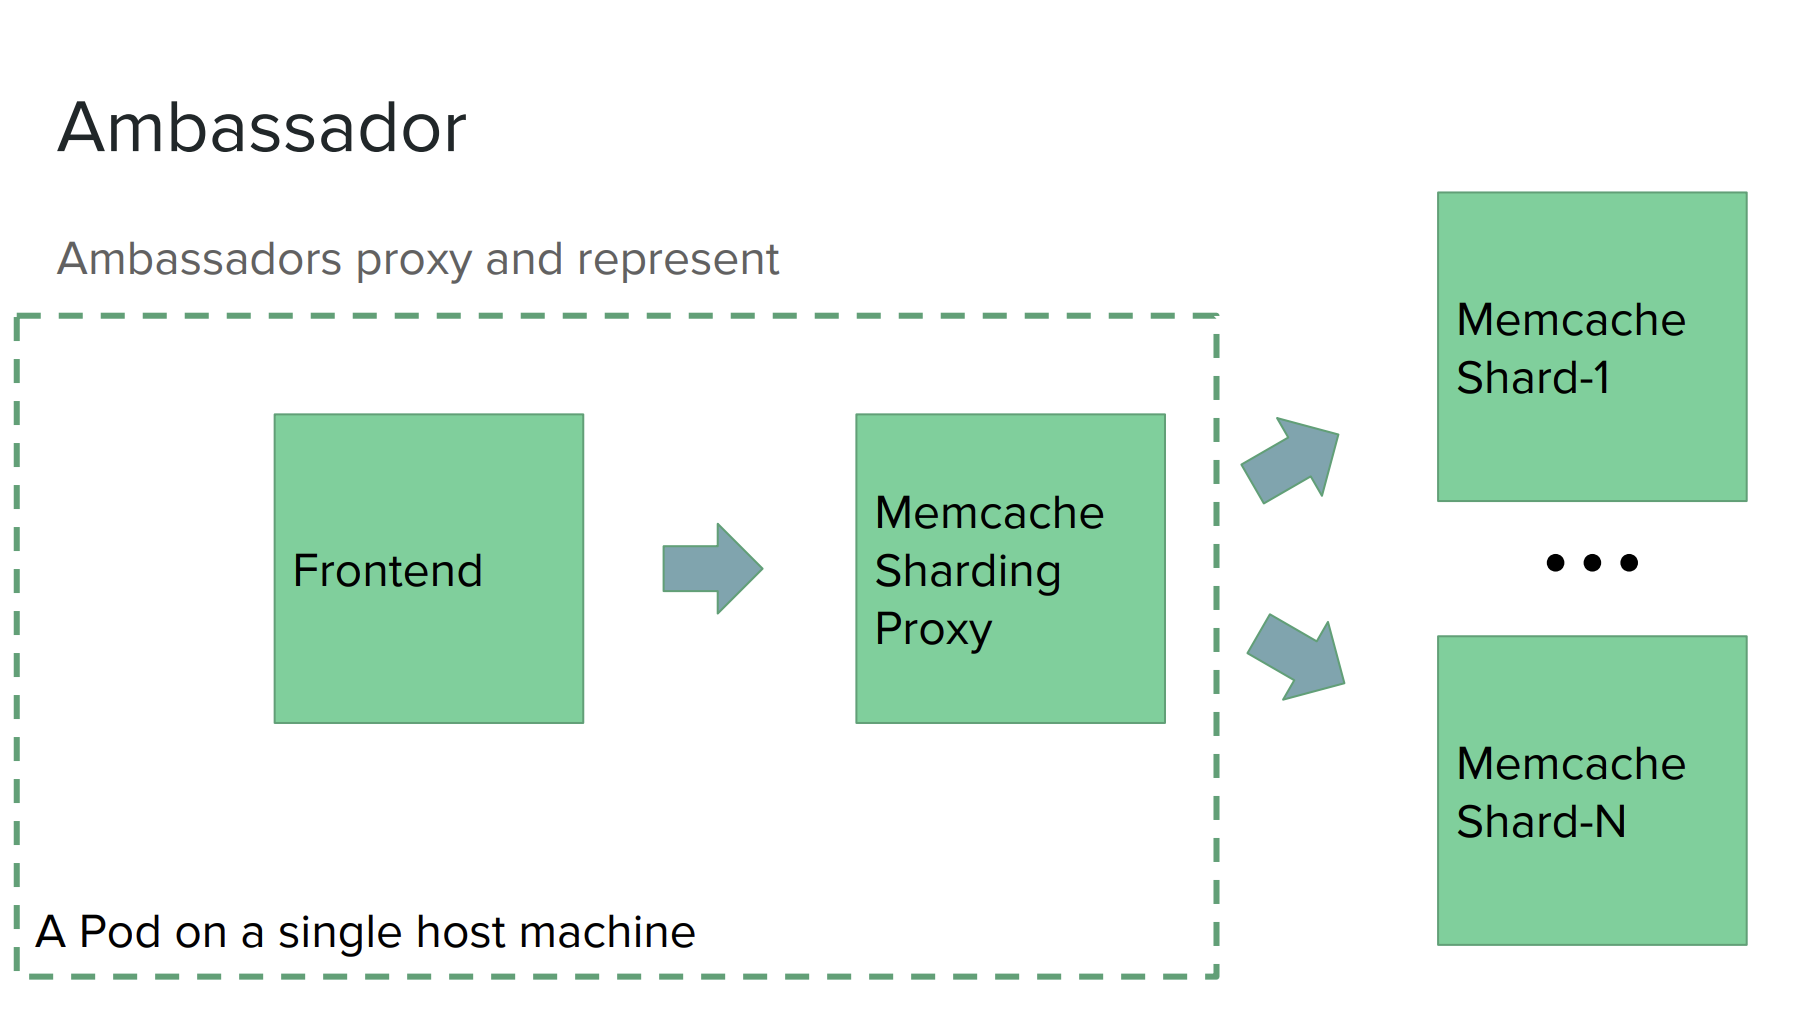 Ambassador
Ambassadors proxy and represent
Frontend
Memcache
Sharding
Proxy
A Pod on a single host machine
Memcache
Shard-1
...
Memcache
Shard-N